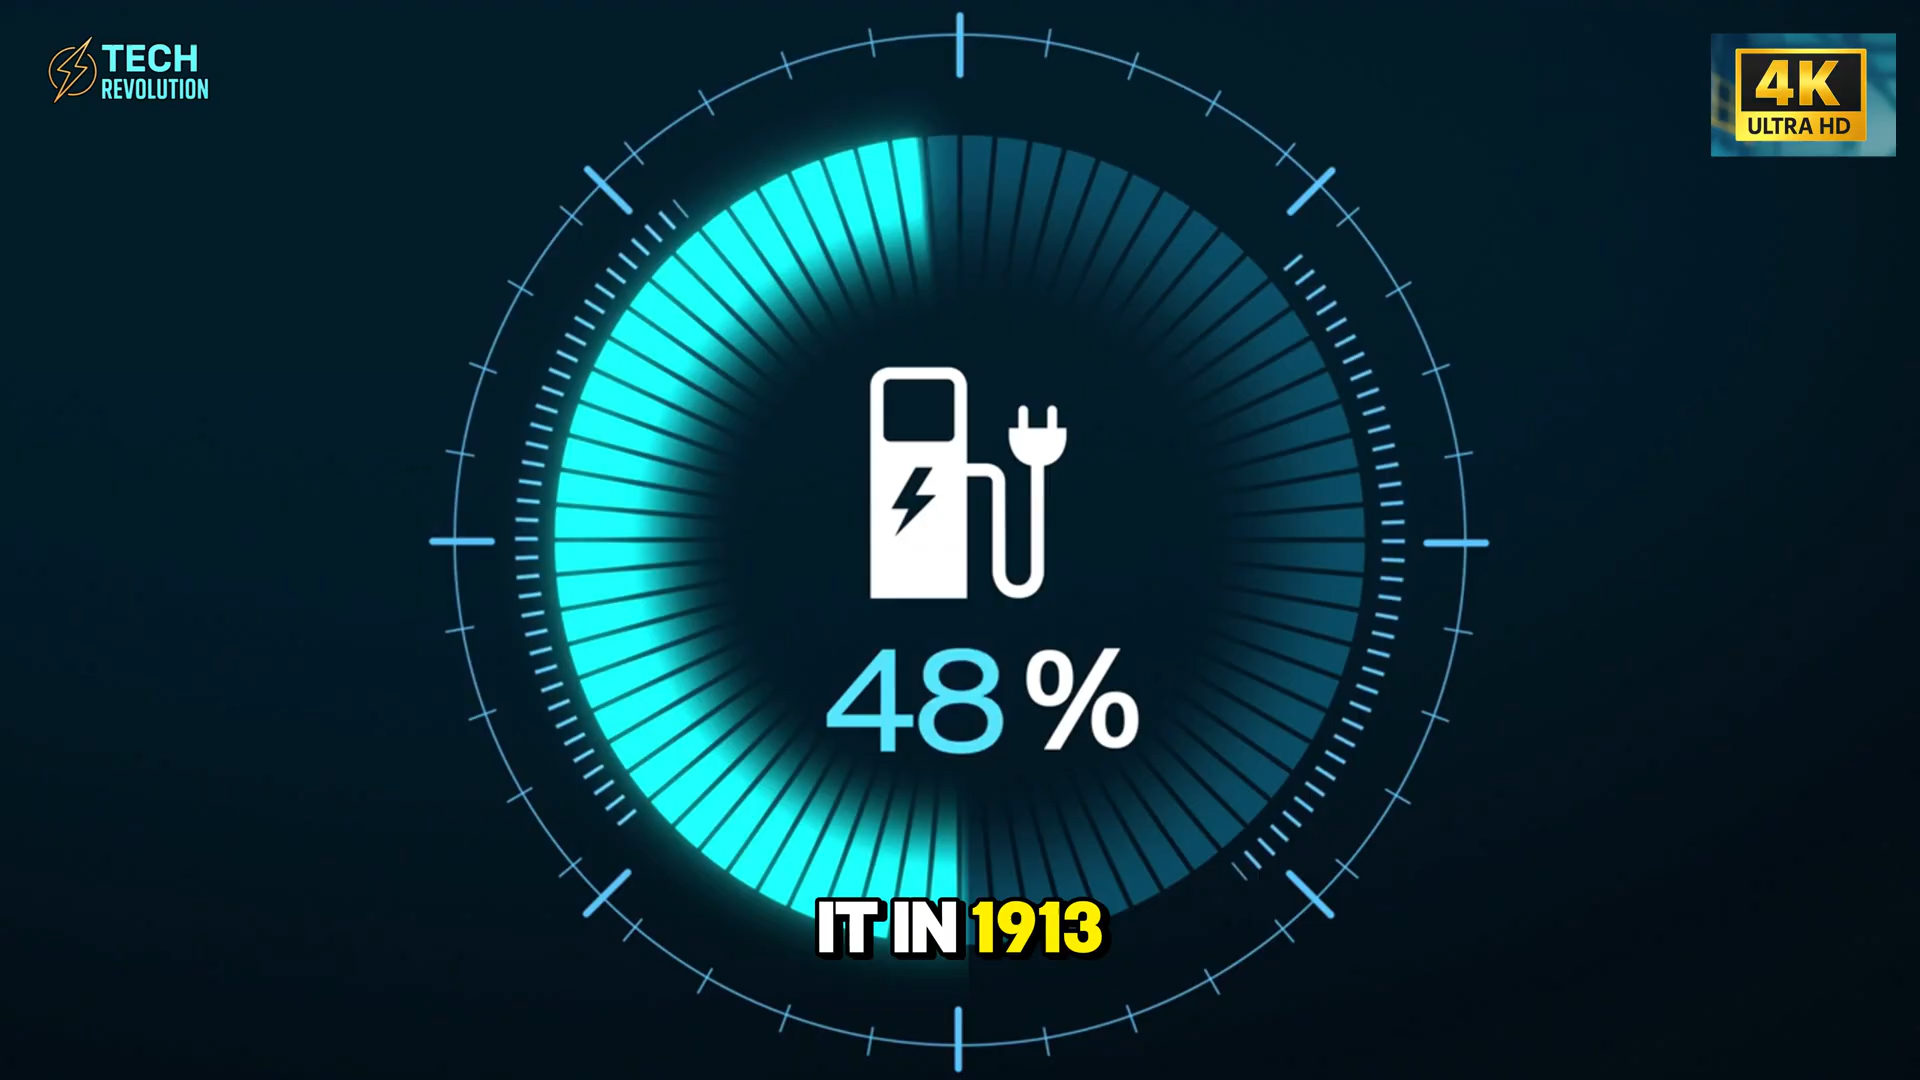 TECH
REVOLUTION
4K
ULTRA HD
48%
IT IN 1913